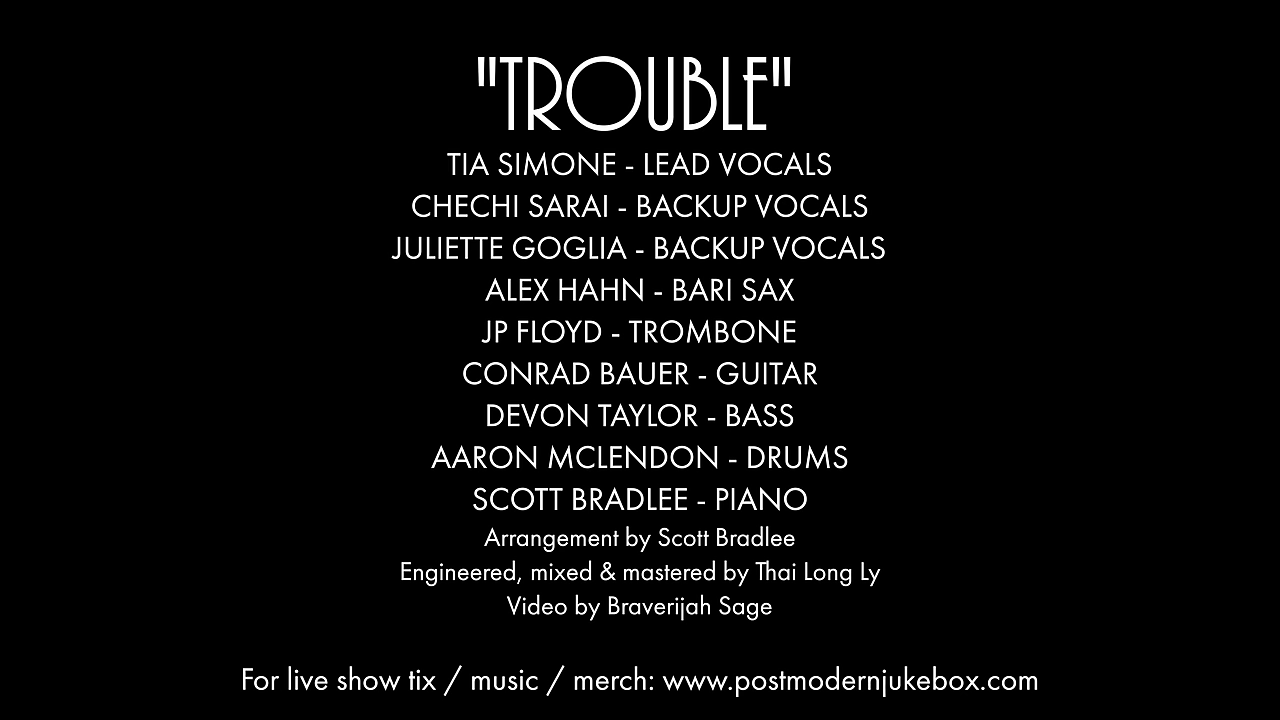 "TROUBLE"
TIA SIMONE - LEAD VOCALS
CHECHI SARAI - BACKUP VOCALS
JULIETTE GOGLIA - BACKUP VOCALS
ALEX HAHN - BARI SAX
JP FLOYD - TROMBONE
CONRAD BAUER - GUITAR
DEVON TAYLOR - BASS
AARON MCLENDON - DRUMS
SCOTT BRADLEE - PIANO
Arrangement by Scott Bradlee
Engineered, mixed & mastered by Thai Long Ly
Video by Braverijah Sage
For live show tix / music / merch: www.postmodernjukebox.com